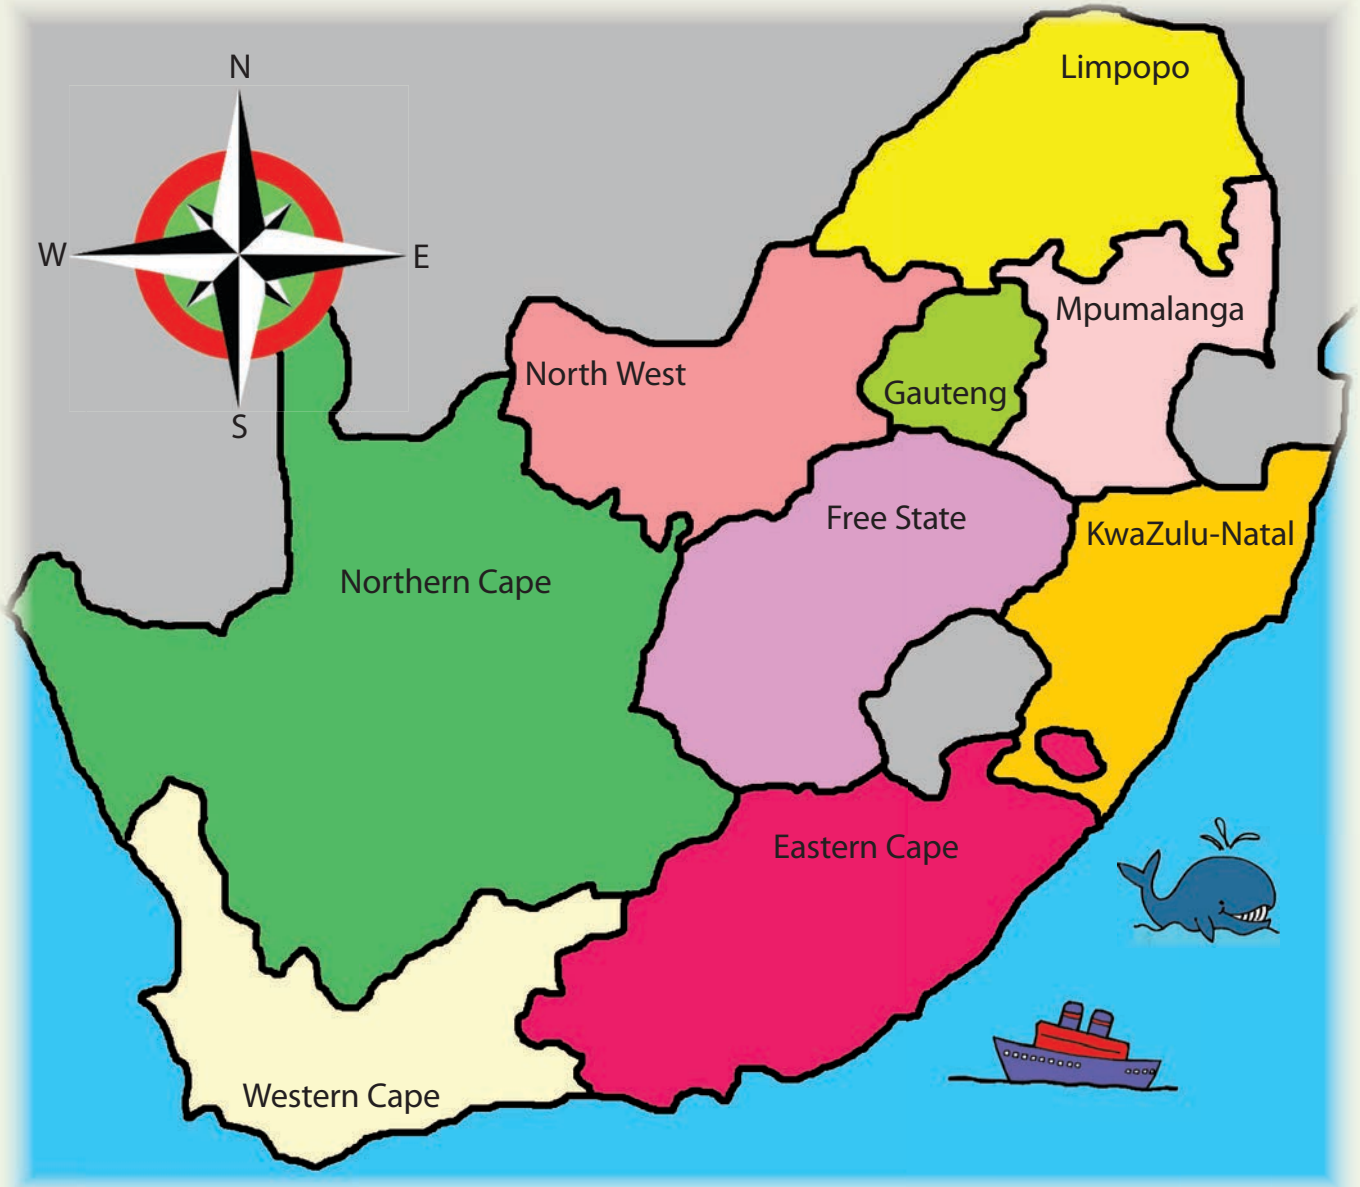 Limpopo
N
W
E
S
Mpumalanga
North West
Gauteng
Free State
KwaZulu-Natal
Northern Cape
Eastern Cape
Western Cape